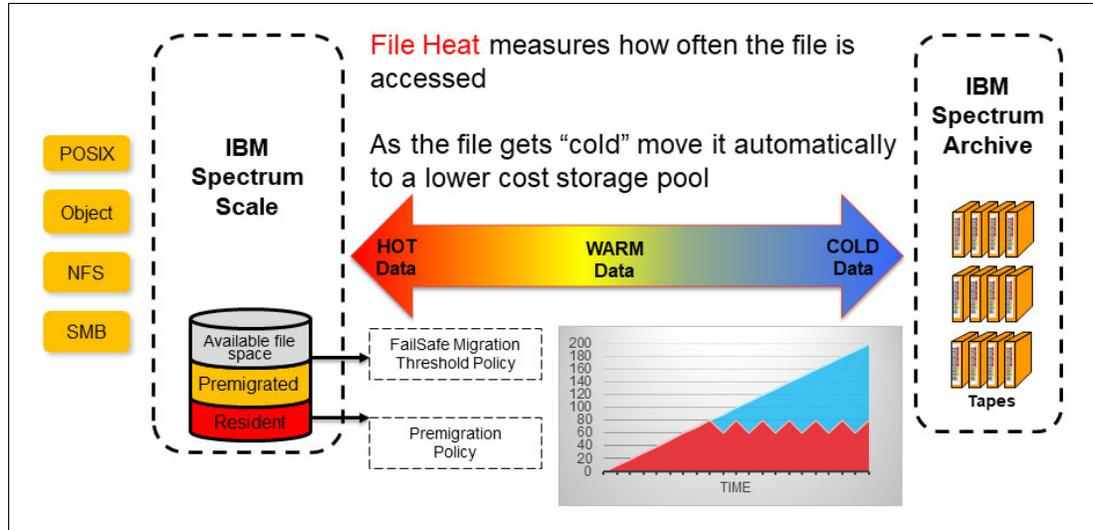 File Heat measures how often the file is
accessed
As the file gets “cold” move it automatically
to a lower cost storage pool
POSIX
Object
NFS
SMB
IBM
Spectrum
Scale
HOT
Data
WARM
Data
COLD
Data
Available file
space
Premigrated
Resident
FailSafe Migration
Threshold Policy
Premigration
Policy
200
180
160
140
120
100
80
60
40
20
0
TIME
IBM
Spectrum
Archive
Tapes